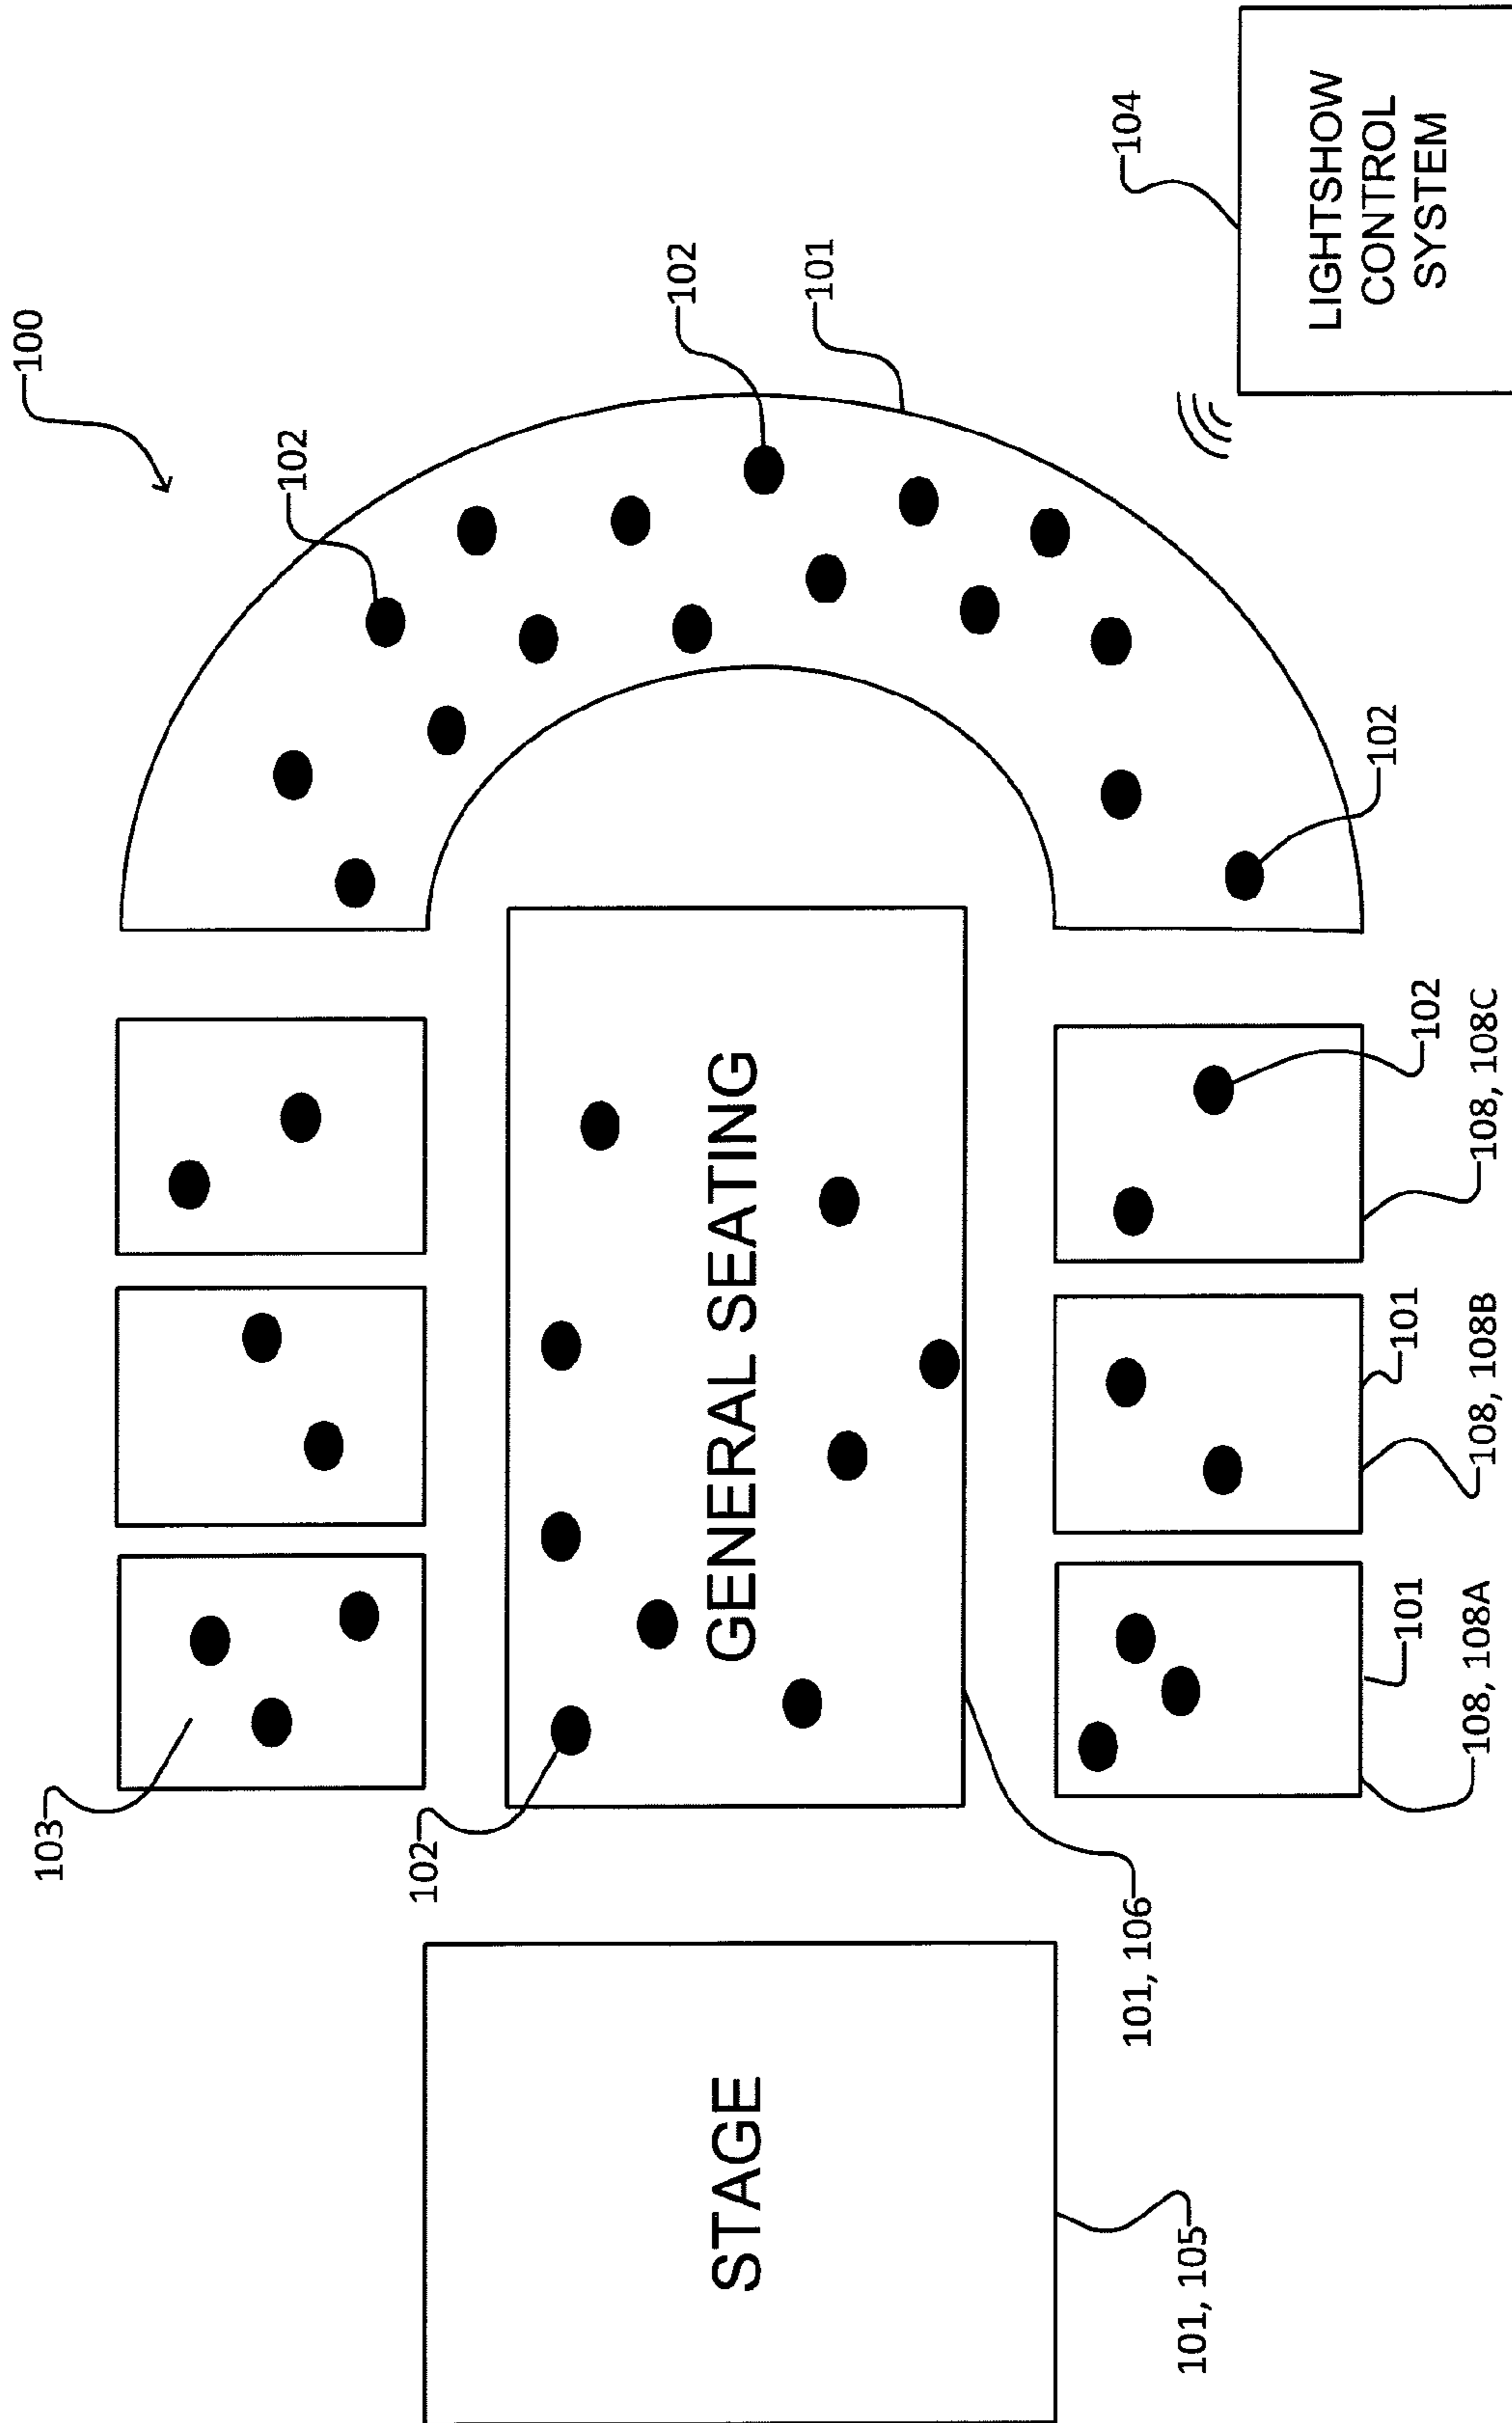 100
103
102
102
102
STAGE
GENERAL SEATING
101
101, 106
104
101, 105
LIGHTSHOW
CONTROL
SYSTEM
102
101
101
102
108, 108A
108, 108B
108, 108C